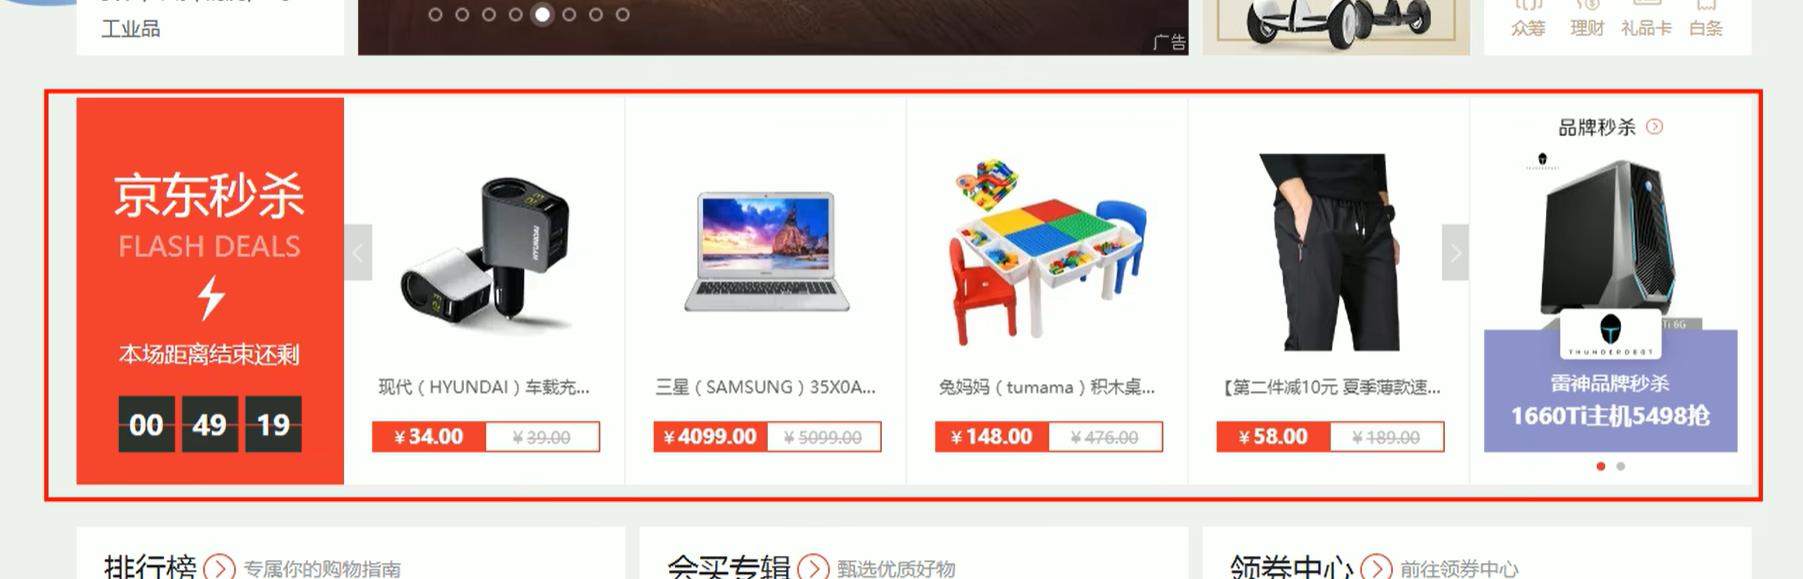 工业品
广告
众筹 理财 礼品卡 白条
京东秒杀
FLASH DEALS
本场距离结束还剩
00 49 19
现代（HYUNDAI）车载充...
¥34.00 ¥39.00
三星（SAMSUNG）35X0A...
¥4099.00 ¥5099.00
兔妈妈（tumama）积木桌...
¥148.00 ¥476.00
【第二件减10元 夏季薄款速...
¥58.00 ¥189.00
品牌秒杀
Ti 6G
THUNDEROBOT
雷神品牌秒杀
1660Ti主机5498抢
排行榜 专属你的购物指南
会买专辑 甄选优质好物
领券中心 前往领券中心